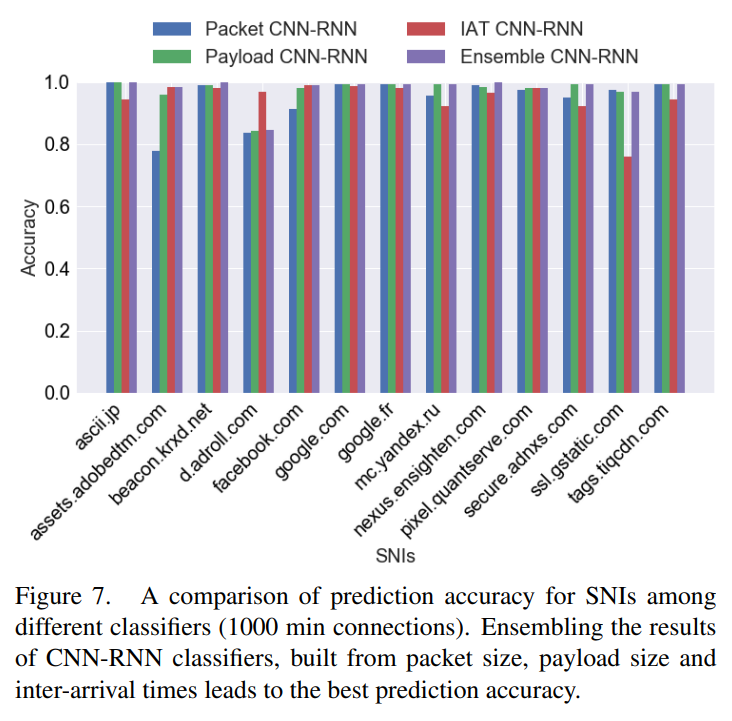 Packet CNN-RNN
IAT CNN-RNN
Payload CNN-RNN
Ensemble CNN-RNN
1.0
0.8
0.6
0.4
0.2
0.0
Accuracy
ascii.jp
assets.adobedtm.com
beacon.krxd.net
d.adroll.com
facebook.com
google.com
google.fr
mc.yandex.ru
nexus.ensighten.com
pixel.quantserve.com
secure.adnxs.com
ssl.gstatic.com
tags.tiqcdn.com
SNIs
Figure 7. A comparison of prediction accuracy for SNIs among
different classifiers (1000 min connections). Ensembling the results
of CNN-RNN classifiers, built from packet size, payload size and
inter-arrival times leads to the best prediction accuracy.